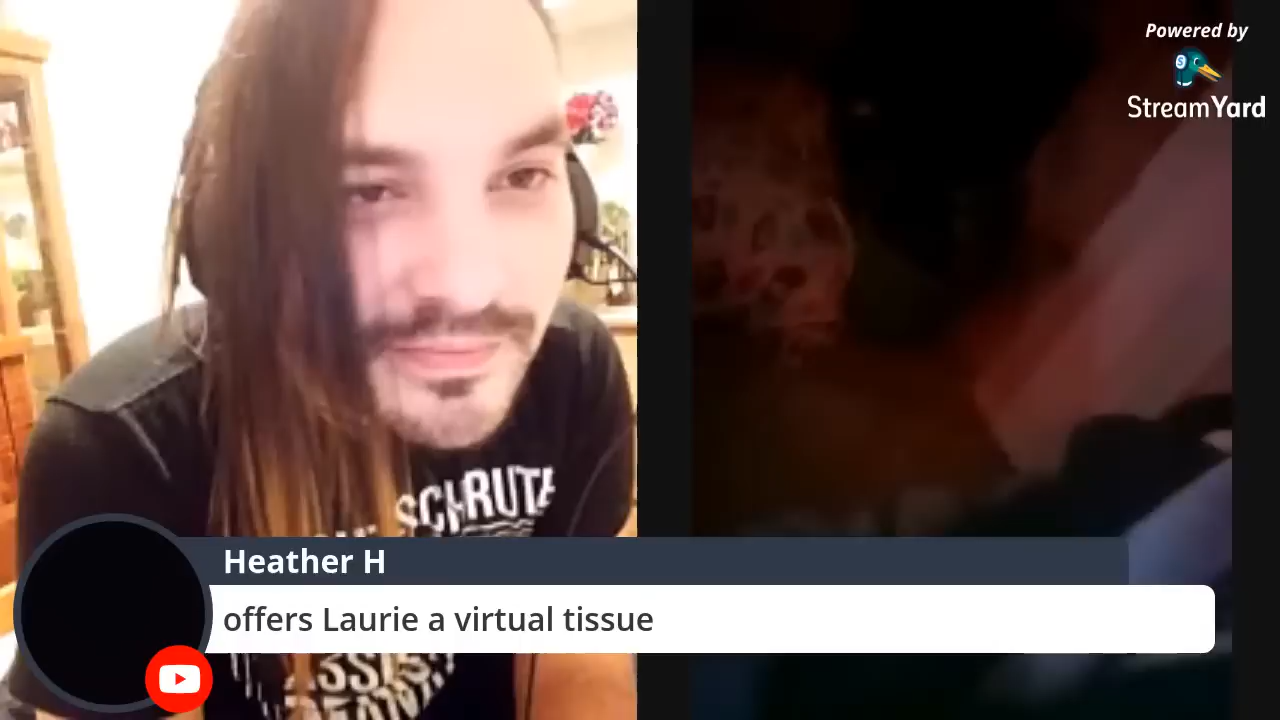 Powered by
StreamYard
SCHRUTE
Heather H
offers Laurie a virtual tissue